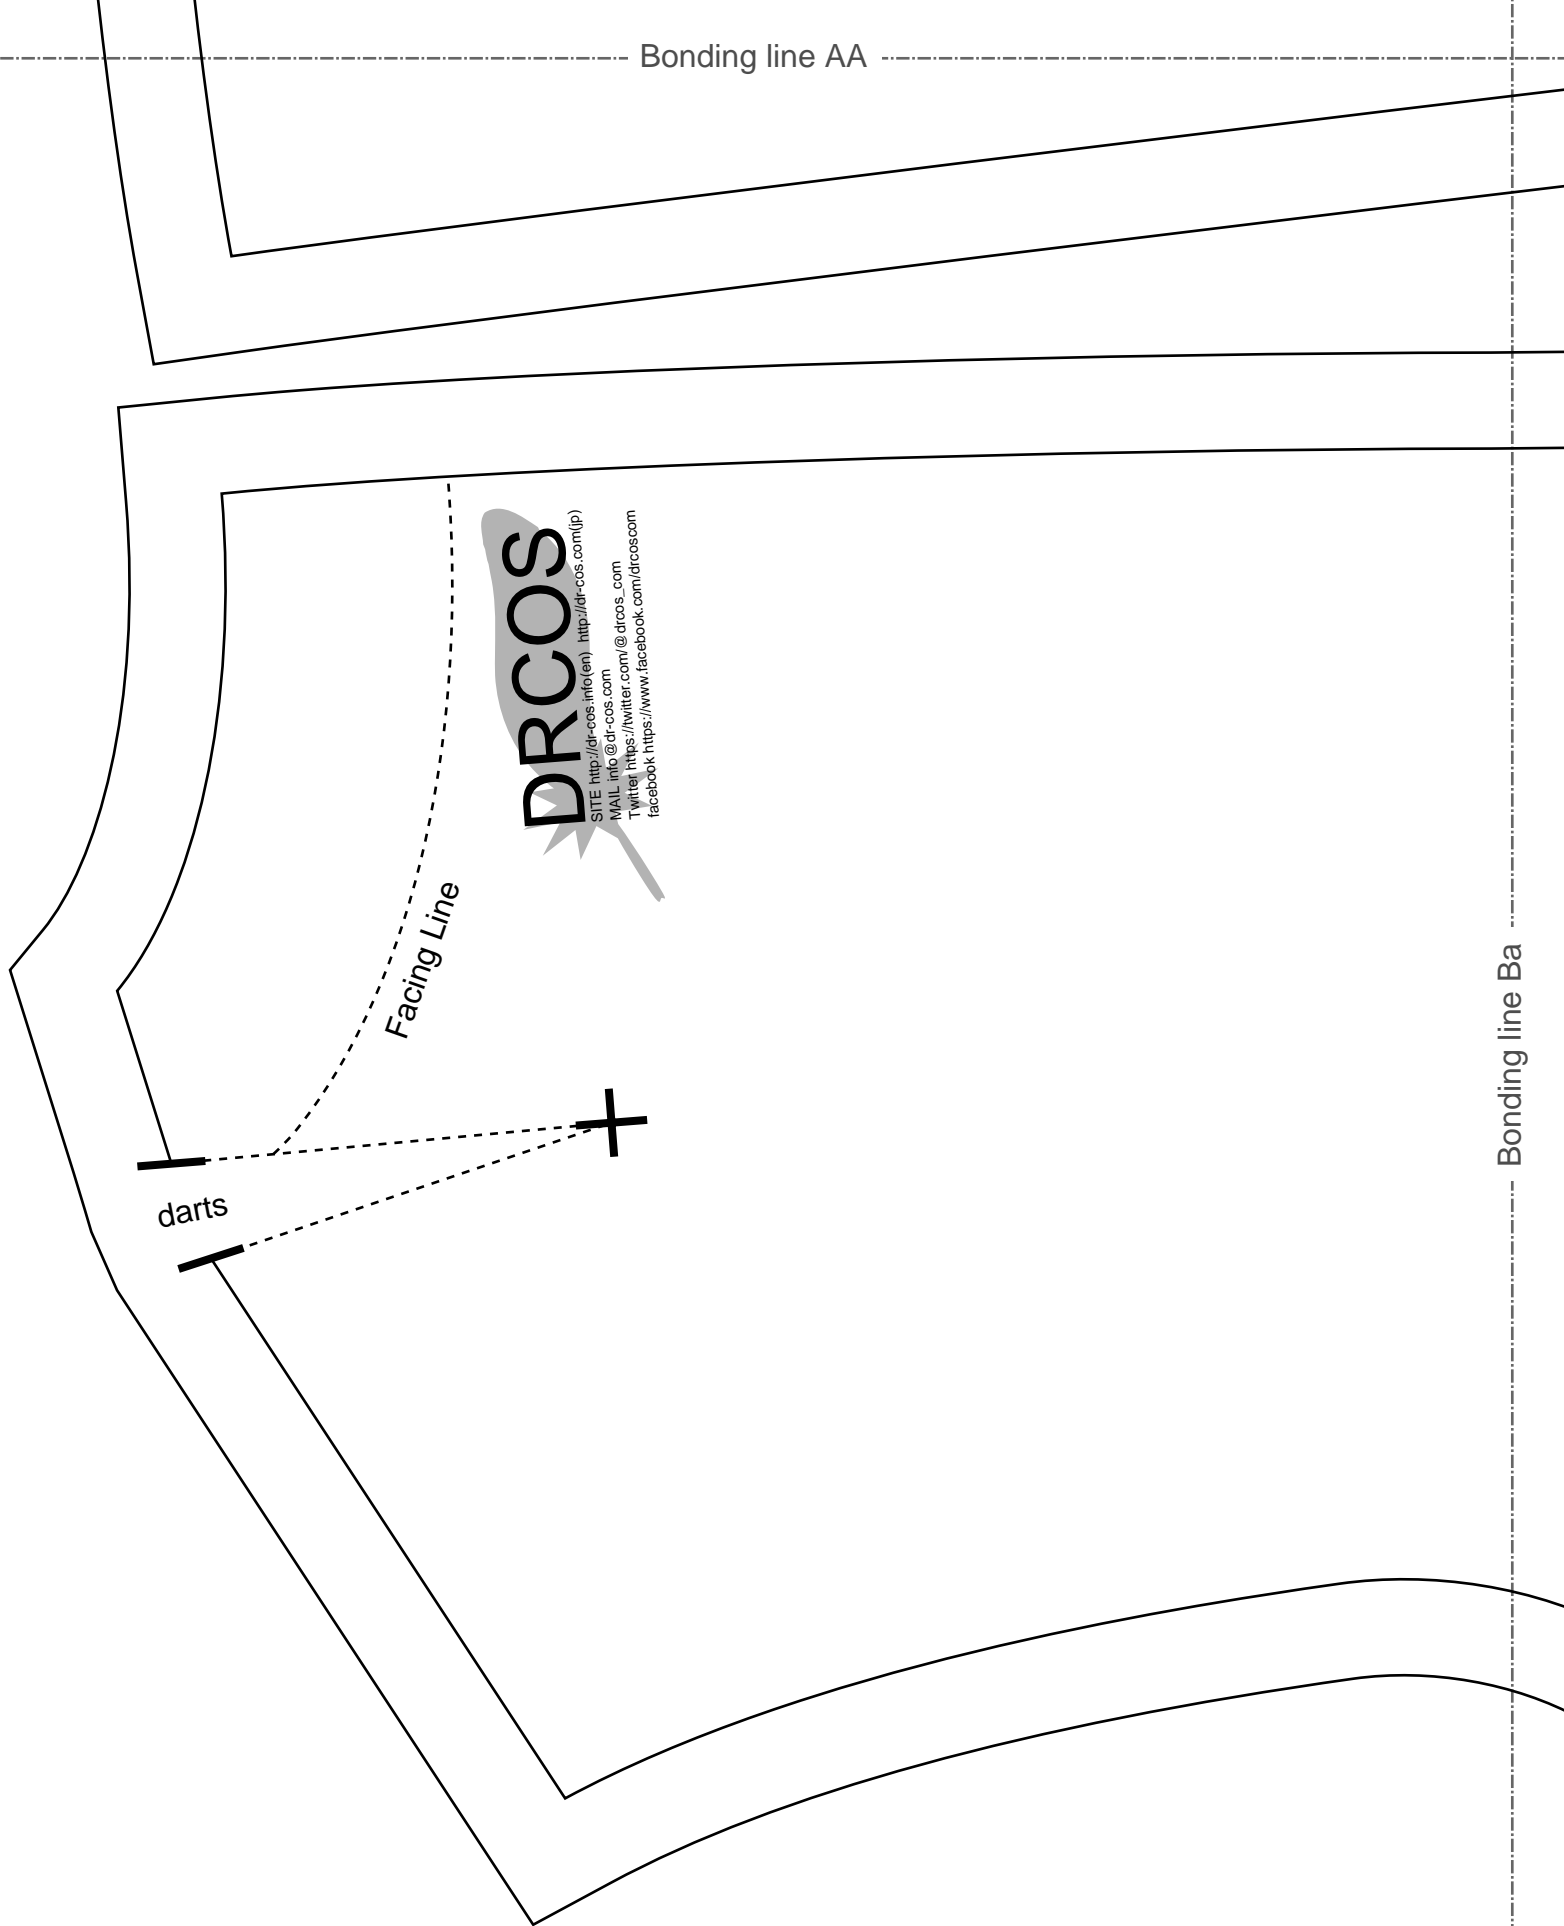 Bonding line AA
DRCOS
SITE http://dr-cos.info(en) http://dr-cos.com(jp)
MAIL info@dr-cos.com
Twitter https://twitter.com/@drcos_com
facebook https://www.facebook.com/drcoscom
Facing Line
Bonding line Ba
darts